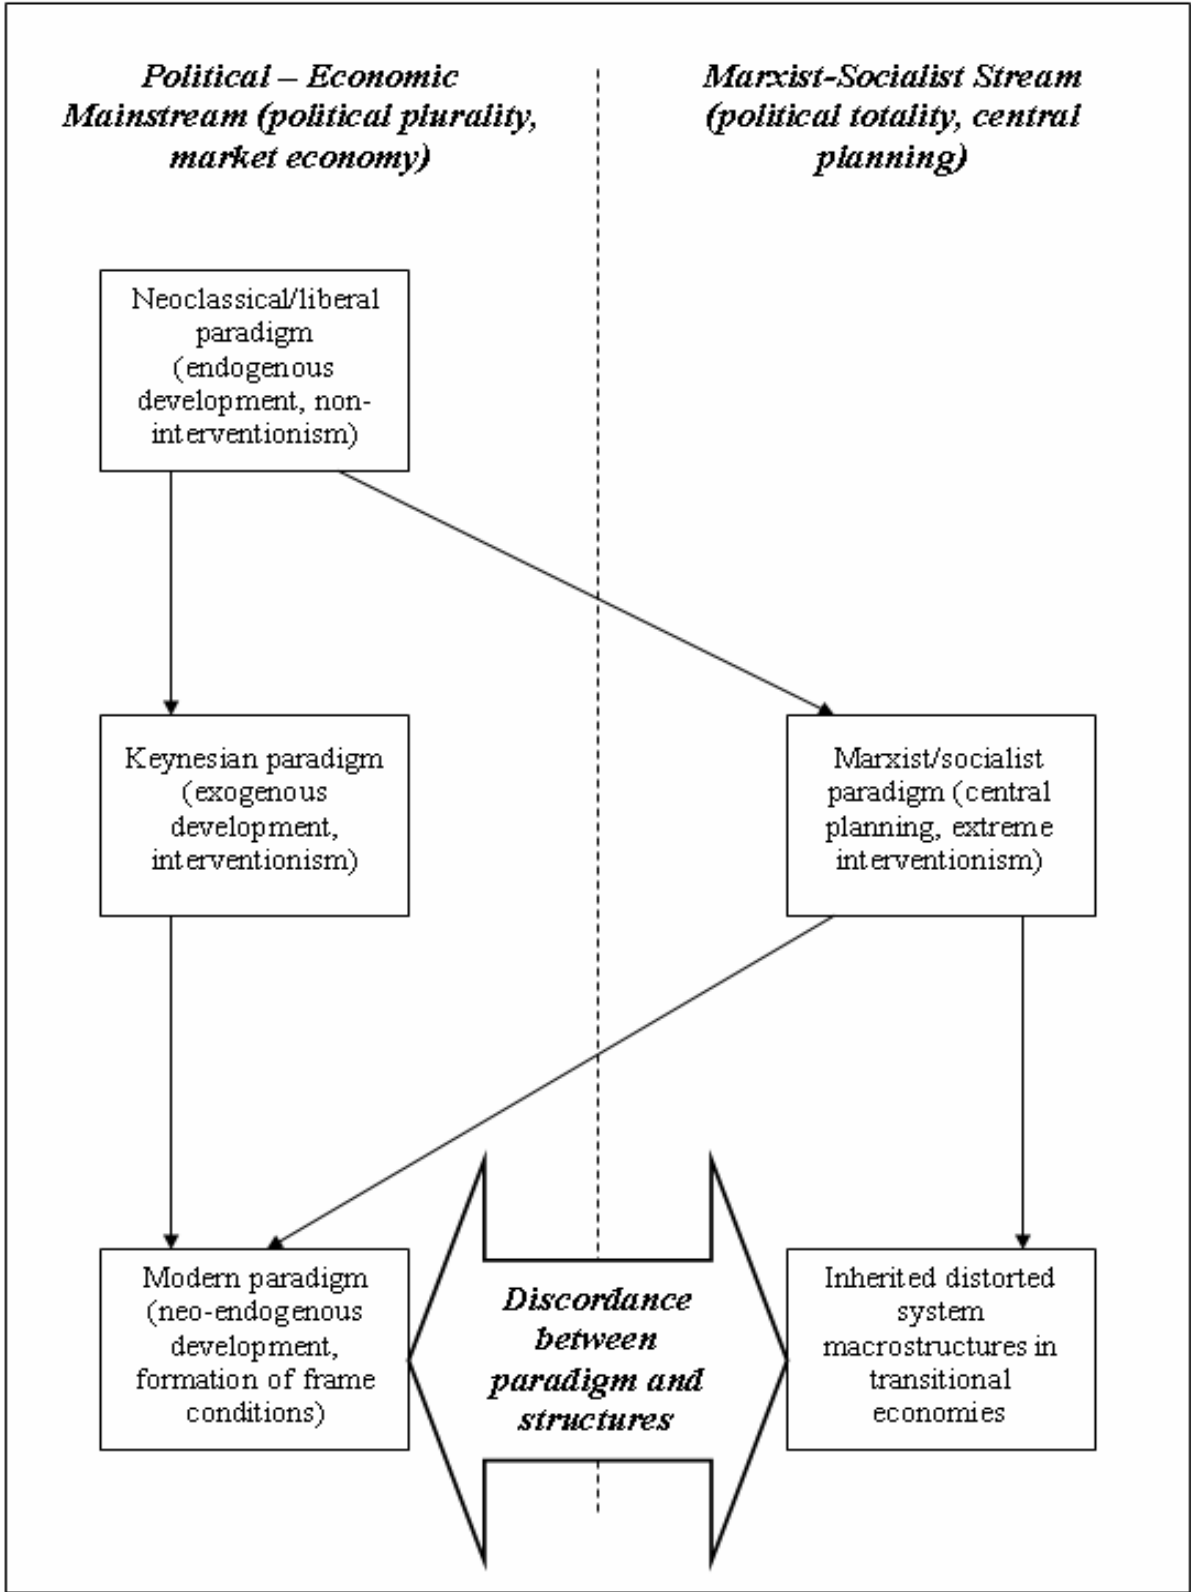 Political – Economic
Mainstream (political plurality,
market economy)
Marxist-Socialist Stream
(political totality, central
planning)
Neoclassical/liberal
paradigm
(endogenous
development, non-
interventionism)
Keynesian paradigm
(exogenous
development,
interventionism)
Marxist/socialist
paradigm (central
planning, extreme
interventionism)
Modern paradigm
(neo-endogenous
development,
formation of frame
conditions)
Discordance
between
paradigm and
structures
Inherited distorted
system
macrostructures in
transitional
economies